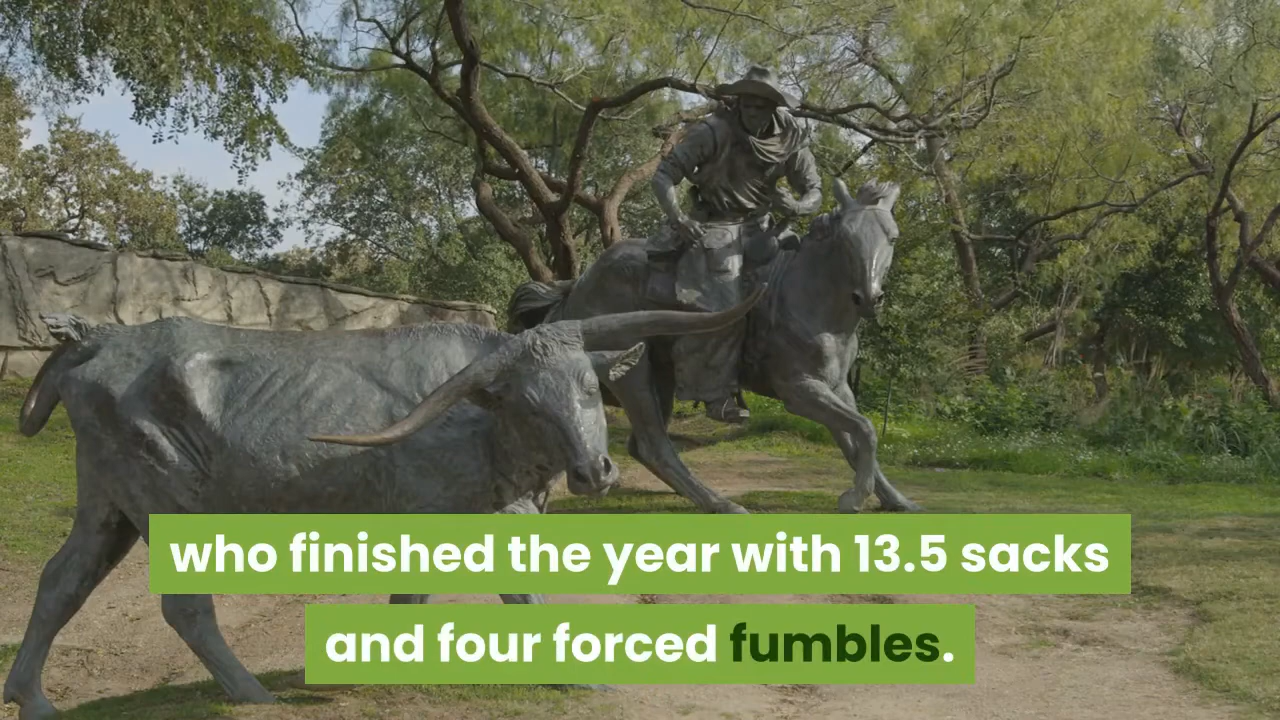 who finished the year with 13.5 sacks
and four forced fumbles.